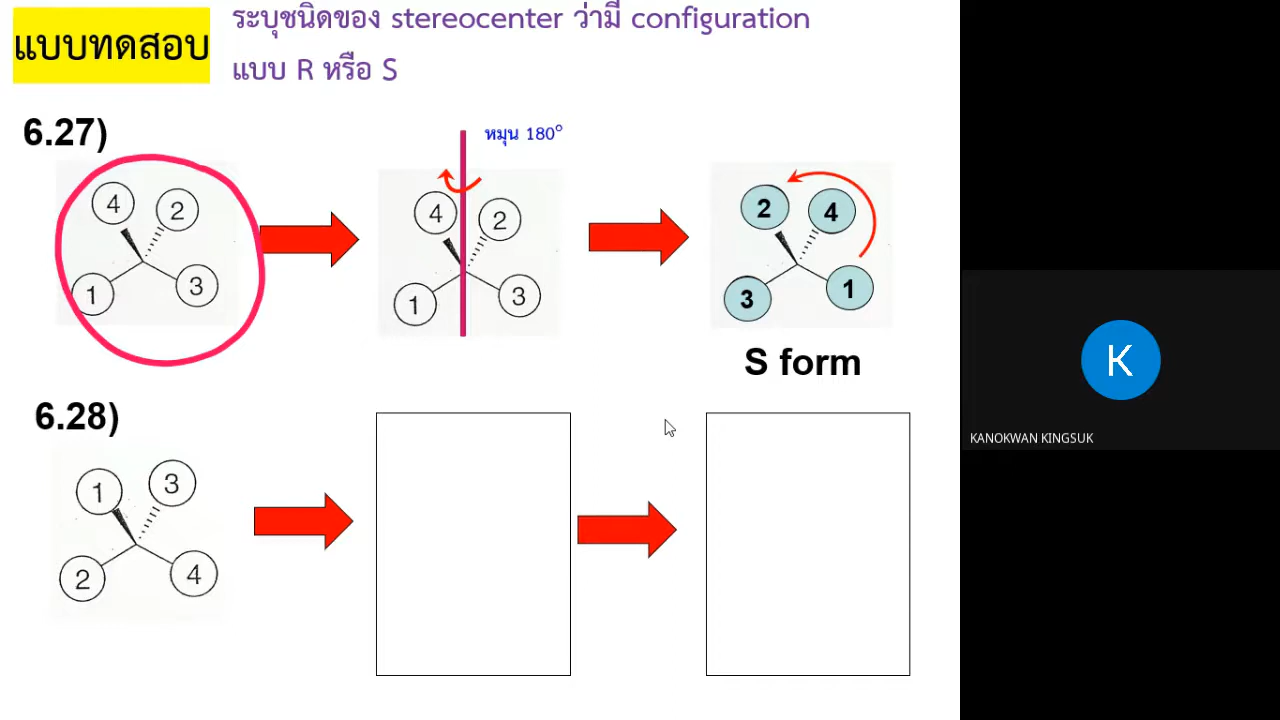 แบบทดสอบ
ระบุชนิดของ stereocenter ว่ามี configuration
แบบ R หรือ S
6.27)
หมุน 180°
4 2
1 3
4 2
1 3
2 4
3 1
S form
6.28)
1 3
2 4
K
KANOKWAN KINGSUK